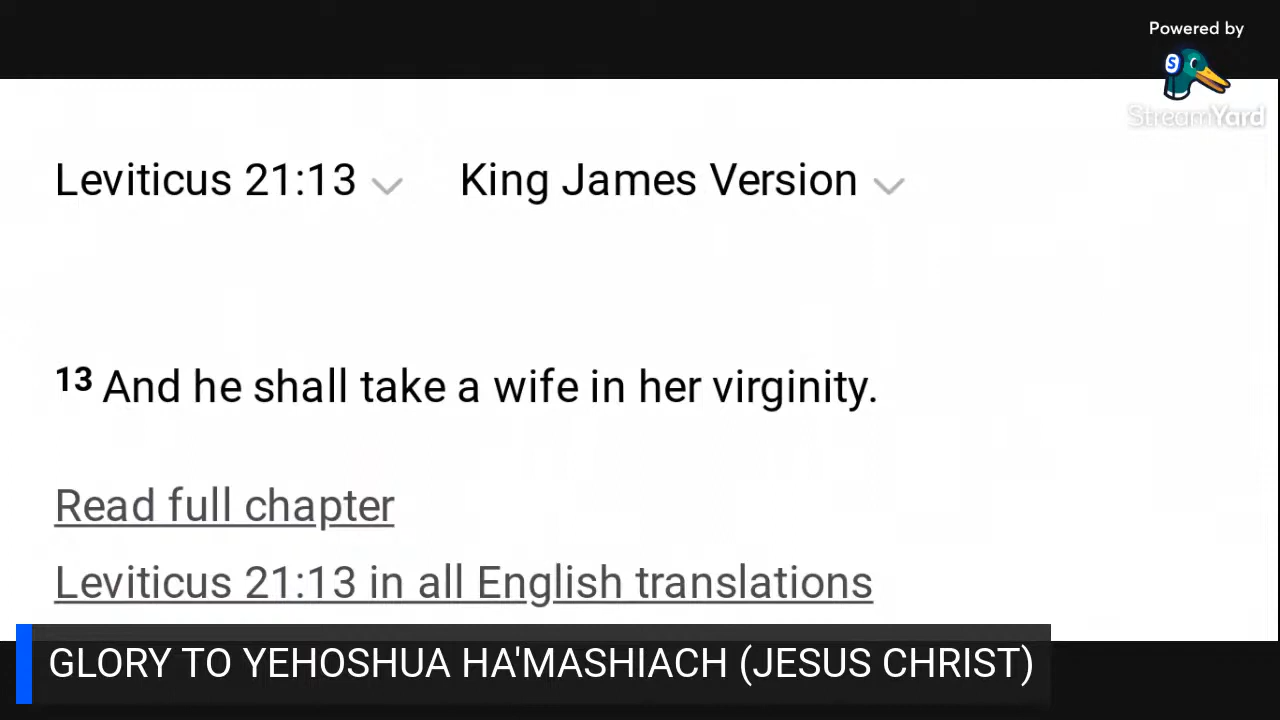 Powered by
S
StreamYard
Leviticus 21:13 King James Version
13 And he shall take a wife in her virginity.
Read full chapter
Leviticus 21:13 in all English translations
GLORY TO YEHOSHUA HA'MASHIACH (JESUS CHRIST)